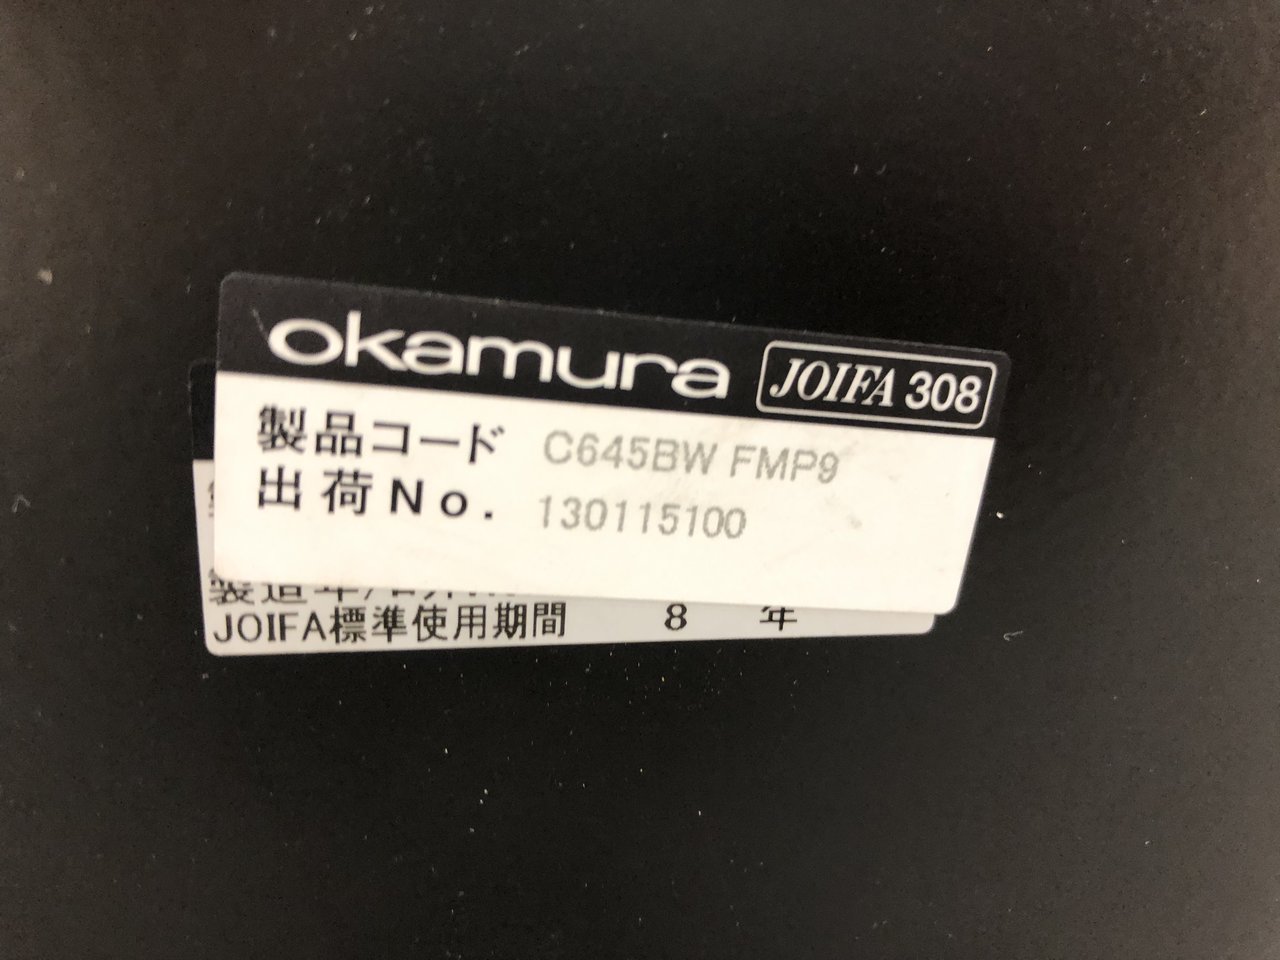 okamura JOIFA 308
製品コード C645BW FMP9
出荷No. 130115100
JOIFA標準使用期間 8 年